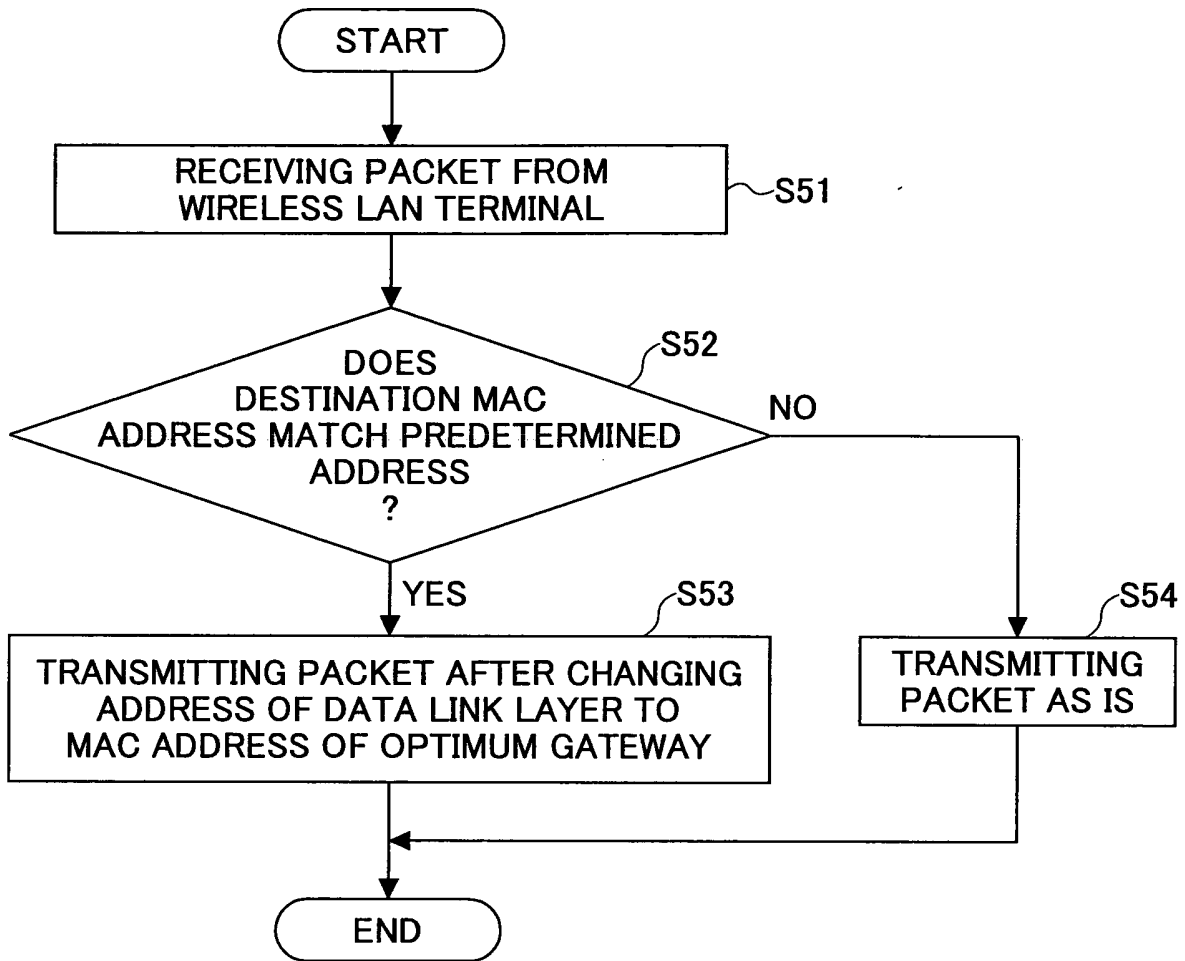 START
RECEIVING PACKET FROM
WIRELESS LAN TERMINAL
S51
DOES
DESTINATION MAC
ADDRESS MATCH PREDETERMINED
ADDRESS
?
S52
NO
YES
S53
TRANSMITTING PACKET AFTER CHANGING
ADDRESS OF DATA LINK LAYER TO
MAC ADDRESS OF OPTIMUM GATEWAY
S54
TRANSMITTING
PACKET AS IS
END